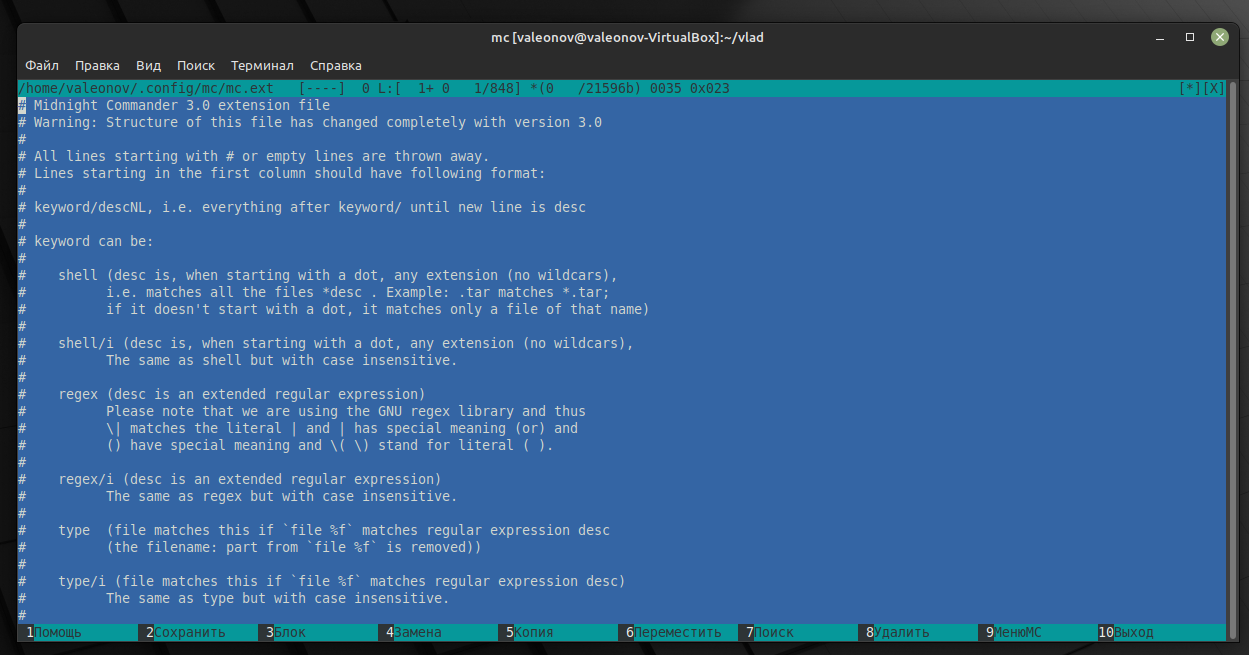 mc [valeonov@valeonov-VirtualBox]:~/vlad
Файл Правка Вид Поиск Терминал Справка
/home/valeonov/.config/mc/mc.ext   [----]  0 L:[  1+ 0   1/848] *(0   /21596b) 0035 0x023 [*][X]
# Midnight Commander 3.0 extension file
# Warning: Structure of this file has changed completely with version 3.0
#
# All lines starting with # or empty lines are thrown away.
# Lines starting in the first column should have following format:
#
# keyword/descNL, i.e. everything after keyword/ until new line is desc
#
# keyword can be:
#
#    shell (desc is, when starting with a dot, any extension (no wildcars),
#          i.e. matches all the files *desc . Example: .tar matches *.tar;
#          if it doesn't start with a dot, it matches only a file of that name)
#
#    shell/i (desc is, when starting with a dot, any extension (no wildcars),
#          The same as shell but with case insensitive.
#
#    regex (desc is an extended regular expression)
#          Please note that we are using the GNU regex library and thus
#          \| matches the literal | and | has special meaning (or) and
#          () have special meaning and \( \) stand for literal ( ).
#
#    regex/i (desc is an extended regular expression)
#          The same as regex but with case insensitive.
#
#    type  (file matches this if `file %f` matches regular expression desc
#          (the filename: part from `file %f` is removed))
#
#    type/i (file matches this if `file %f` matches regular expression desc)
#          The same as type but with case insensitive.
#
1Помощь 2Сохранить 3Блок 4Замена 5Копия 6Переместить 7Поиск 8Удалить 9МенюМС 10Выход